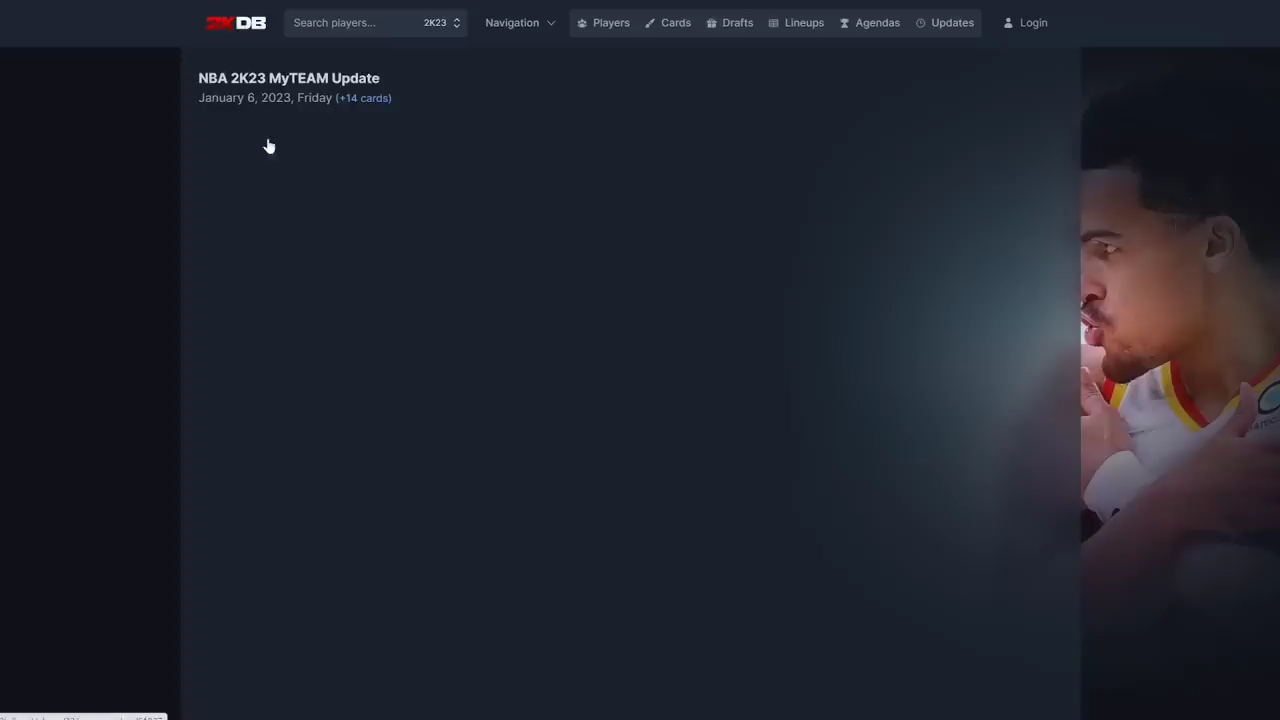 2KDB
Search players...
2K23
Navigation
Players
Cards
Drafts
Lineups
Agendas
Updates
Login
NBA 2K23 MyTEAM Update
January 6, 2023, Friday (+14 cards)